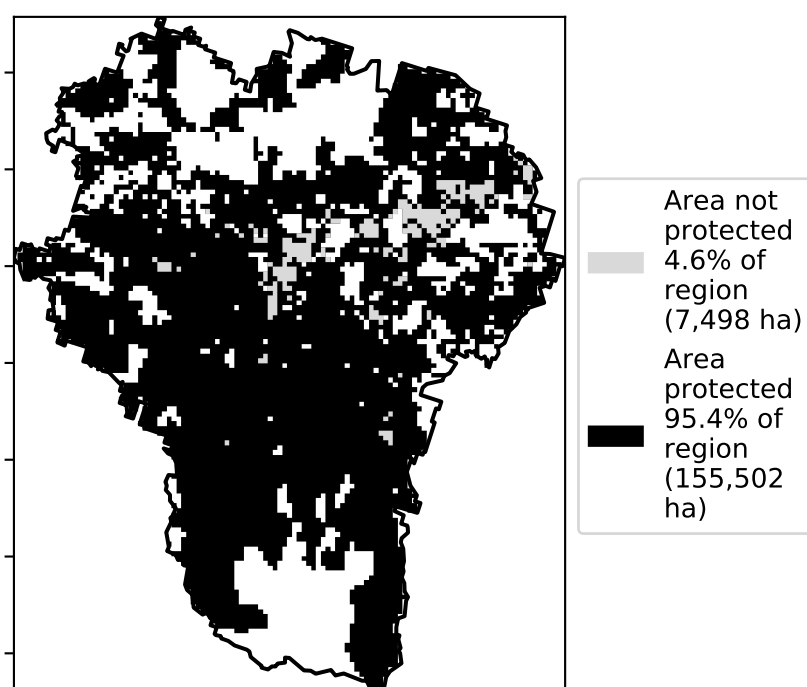 Area not
protected
4.6% of
region
(7,498 ha)
Area
protected
95.4% of
region
(155,502
ha)